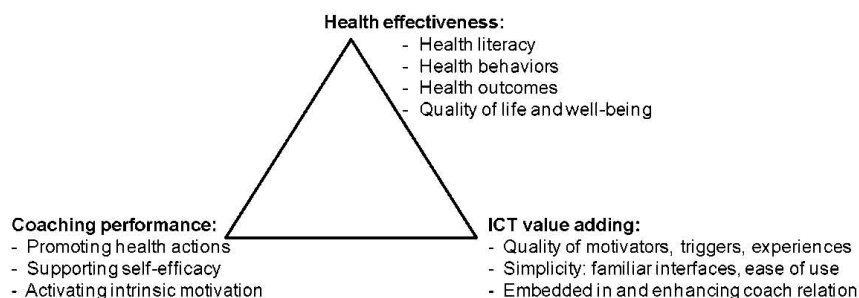 Health effectiveness:
- Health literacy
- Health behaviors
- Health outcomes
- Quality of life and well-being
Coaching performance:
- Promoting health actions
- Supporting self-efficacy
- Activating intrinsic motivation
ICT value adding:
- Quality of motivators, triggers, experiences
- Simplicity: familiar interfaces, ease of use
- Embedded in and enhancing coach relation